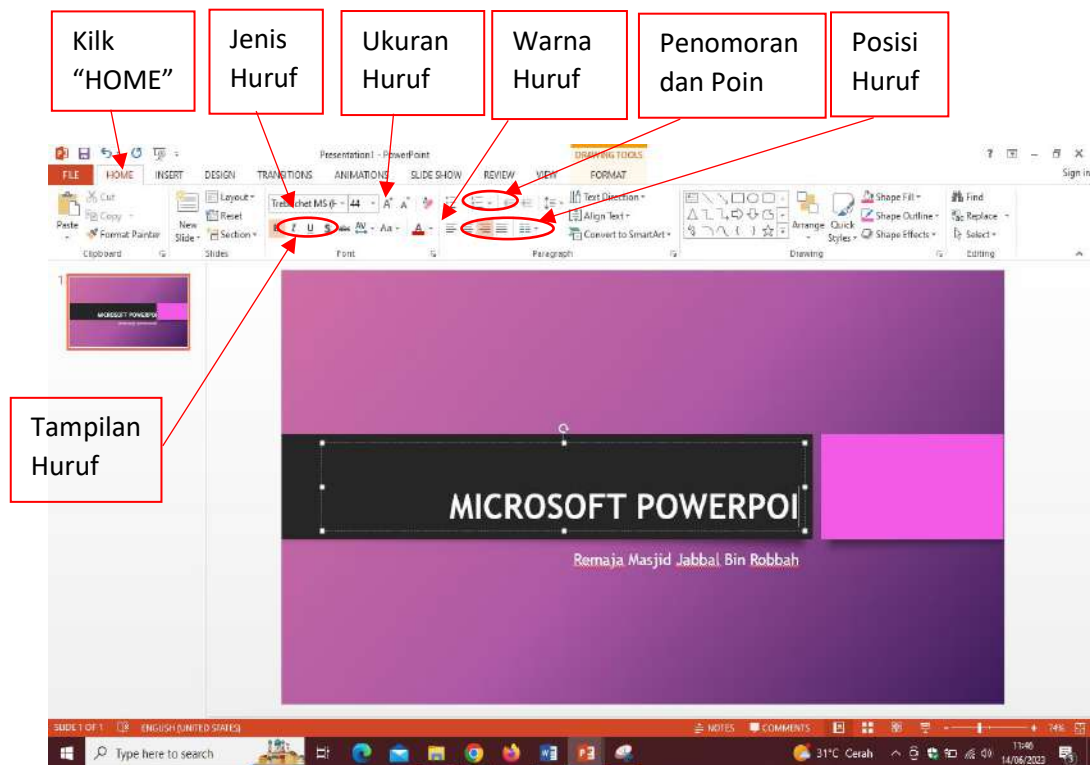 Kilk
“HOME”
Jenis
Huruf
Ukuran
Huruf
Warna
Huruf
Penomoran
dan Poin
Posisi
Huruf
Presentation1 - PowerPoint
DRAWING TOOLS
FILE HOME INSERT DESIGN TRANSITIONS ANIMATIONS SLIDE SHOW REVIEW VIEW FORMAT
Sign in
Paste
Cut
Copy
Format Painter
Clipboard
New
Slide
Layout
Reset
Section
Slides
44
Aa
Font
Text Direction
Align Text
Convert to SmartArt
Paragraph
Arrange
Quick
Styles
Shape Fill
Shape Outline
Shape Effects
Drawing
Find
Replace
Select
Editing
1
MICROSOFT POWERPOI
Tampilan
Huruf
MICROSOFT POWERPOI
Remaja Masjid Jabbal Bin Robbah
SLIDE 1 OF 1 ENGLISH (UNITED STATES)
NOTES COMMENTS 74%
Type here to search
31°C Cerah
11:46
14/06/2023